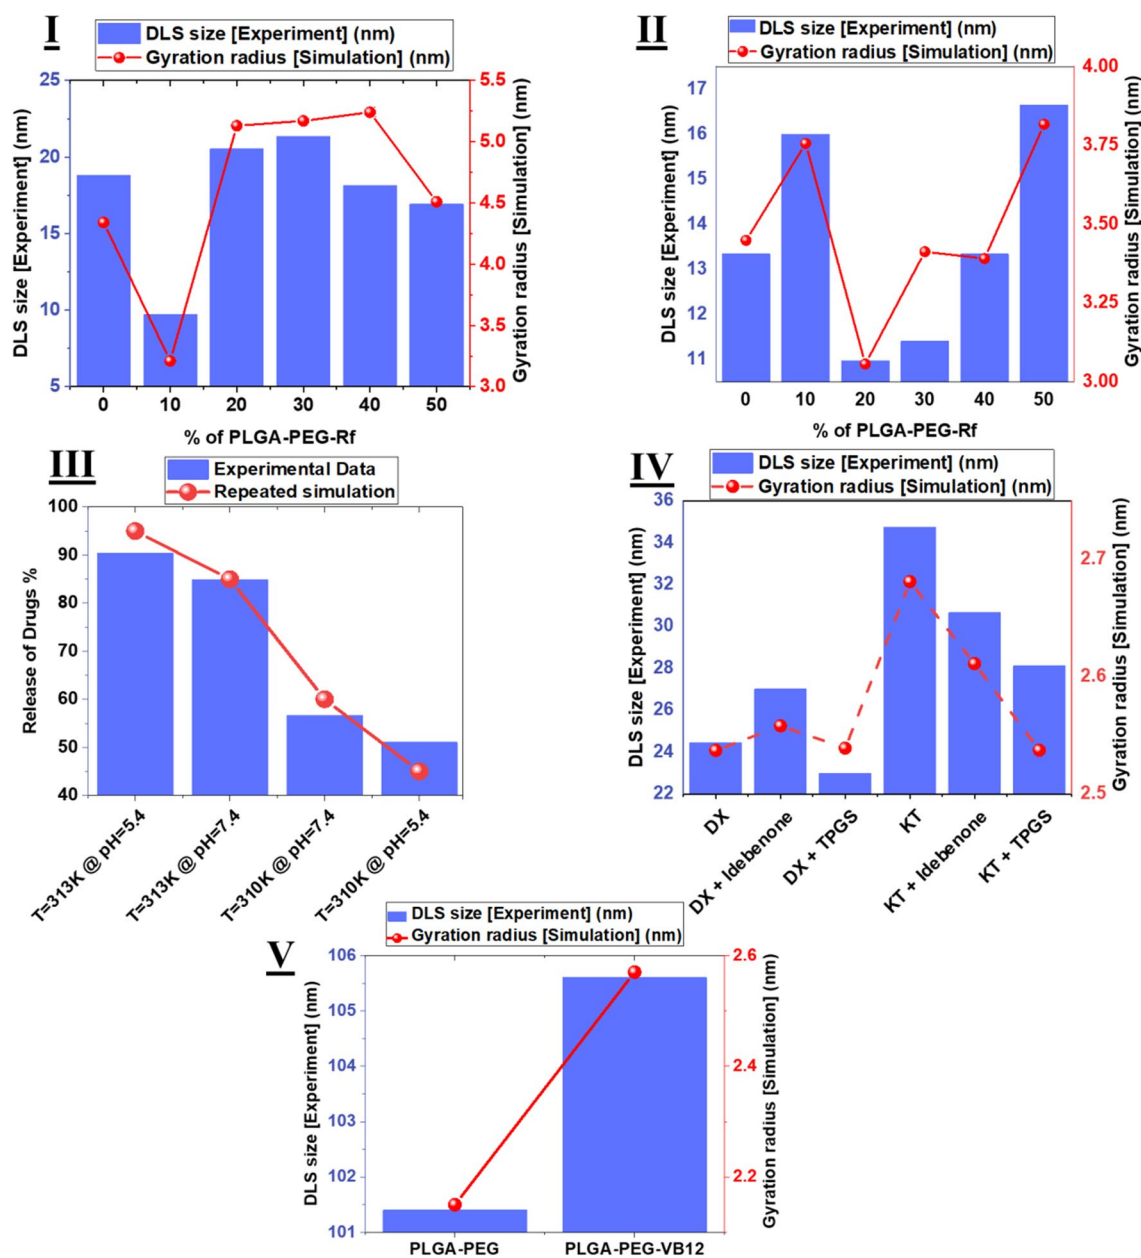 I
DLS size [Experiment] (nm)
Gyration radius [Simulation] (nm)
DLS size [Experiment] (nm)
25
20
15
10
5
5.5
5.0
4.5
4.0
3.5
3.0
Gyration radius [Simulation] (nm)
0 10 20 30 40 50
% of PLGA-PEG-Rf
II
DLS size [Experiment] (nm)
Gyration radius [Simulation] (nm)
DLS size [Experiment] (nm)
17
16
15
14
13
12
11
4.00
3.75
3.50
3.25
3.00
Gyration radius [Simulation] (nm)
0 10 20 30 40 50
% of PLGA-PEG-Rf
III
Experimental Data
Repeated simulation
Release of Drugs %
100
90
80
70
60
50
40
T=313K @ pH=5.4
T=313K @ pH=7.4
T=310K @ pH=7.4
T=310K @ pH=5.4
IV
DLS size [Experiment] (nm)
Gyration radius [Simulation] (nm)
DLS size [Experiment] (nm)
36
34
32
30
28
26
24
22
2.7
2.6
2.5
Gyration radius [Simulation] (nm)
DX
DX + Idebenone
DX + TPGS
KT
KT + Idebenone
KT + TPGS
V
DLS size [Experiment] (nm)
Gyration radius [Simulation] (nm)
DLS size [Experiment] (nm)
106
105
104
103
102
101
2.6
2.4
2.2
Gyration radius [Simulation] (nm)
PLGA-PEG PLGA-PEG-VB12